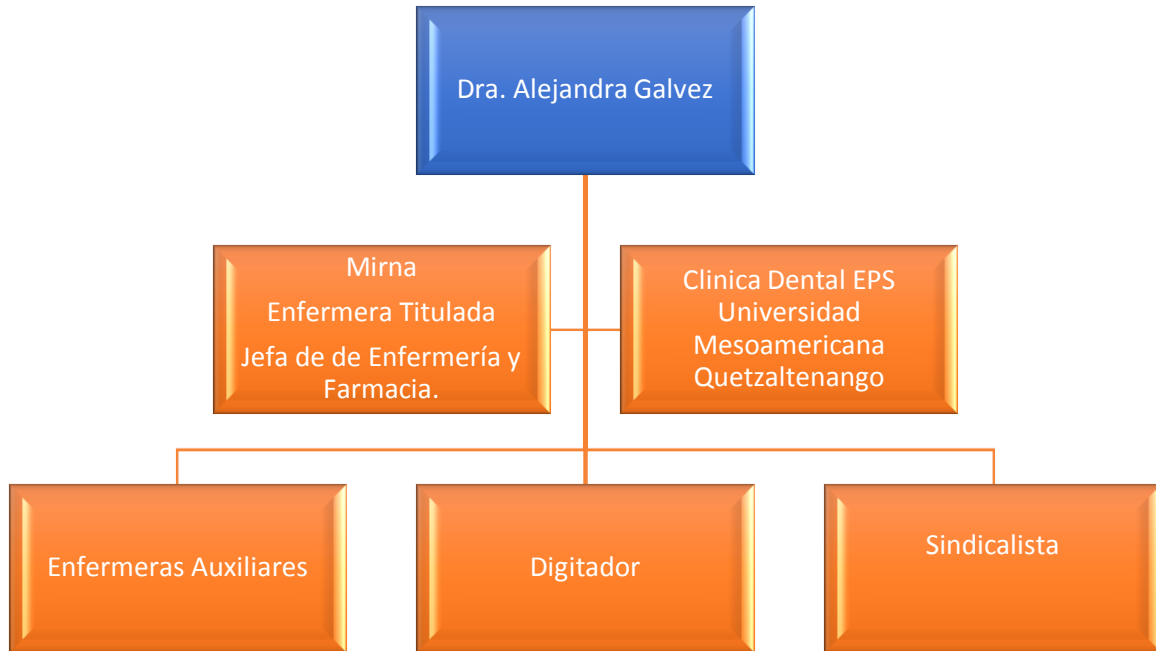 Dra. Alejandra Galvez
Mirna
Enfermera Titulada
Jefa de de Enfermería y
Farmacia.
Clinica Dental EPS
Universidad
Mesoamericana
Quetzaltenango
Enfermeras Auxiliares
Digitador
Sindicalista